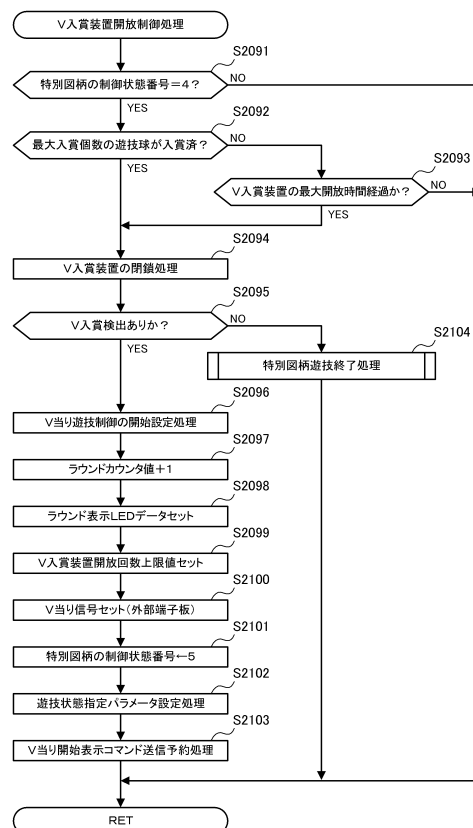 V入賞装置開放制御処理
S2091
特別図柄の制御状態番号=4?
NO
YES
S2092
最大入賞個数の遊技球が入賞済?
NO
YES
S2093
V入賞装置の最大開放時間経過か?
NO
YES
S2094
V入賞装置の閉鎖処理
S2095
V入賞検出ありか?
NO
YES
S2104
特別図柄遊技終了処理
S2096
V当り遊技制御の開始設定処理
S2097
ラウンドカウンタ値+1
S2098
ラウンド表示LEDデータセット
S2099
V入賞装置開放回数上限値セット
S2100
V当り信号セット(外部端子板)
S2101
特別図柄の制御状態番号←5
S2102
遊技状態指定パラメータ設定処理
S2103
V当り開始表示コマンド送信予約処理
RET